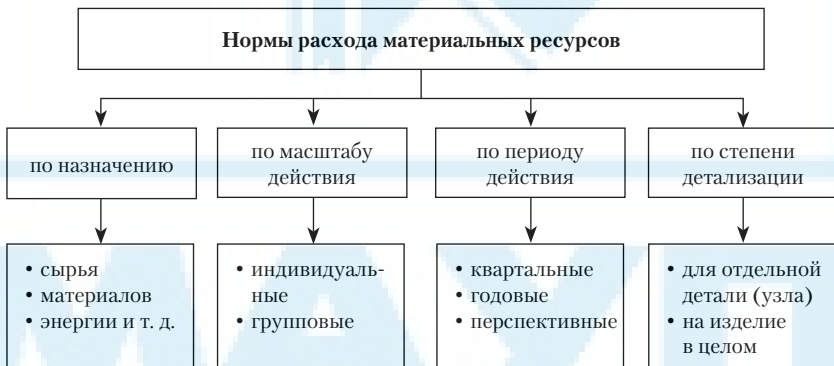 Нормы расхода материальных ресурсов
по назначению
по масштабу
действия
по периоду
действия
по степени
детализации
• сырья
• материалов
• энергии и т. д.
• индивидуаль-
ные
• групповые
• квартальные
• годовые
• перспективные
• для отдельной
детали (узла)
• на изделие
в целом